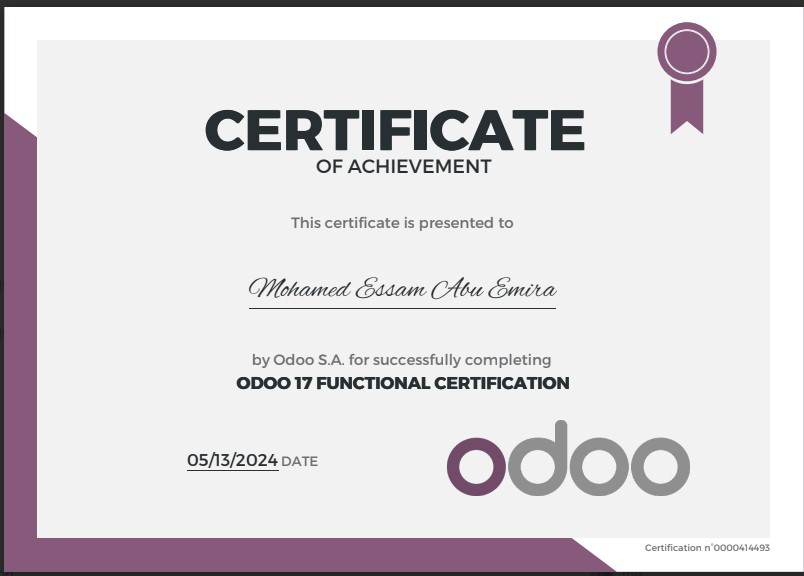 CERTIFICATE
OF ACHIEVEMENT
This certificate is presented to
Mohamed Essam Abu Emira
by Odoo S.A. for successfully completing
ODOO 17 FUNCTIONAL CERTIFICATION
05/13/2024 DATE
odoo
Certification n°0000414493